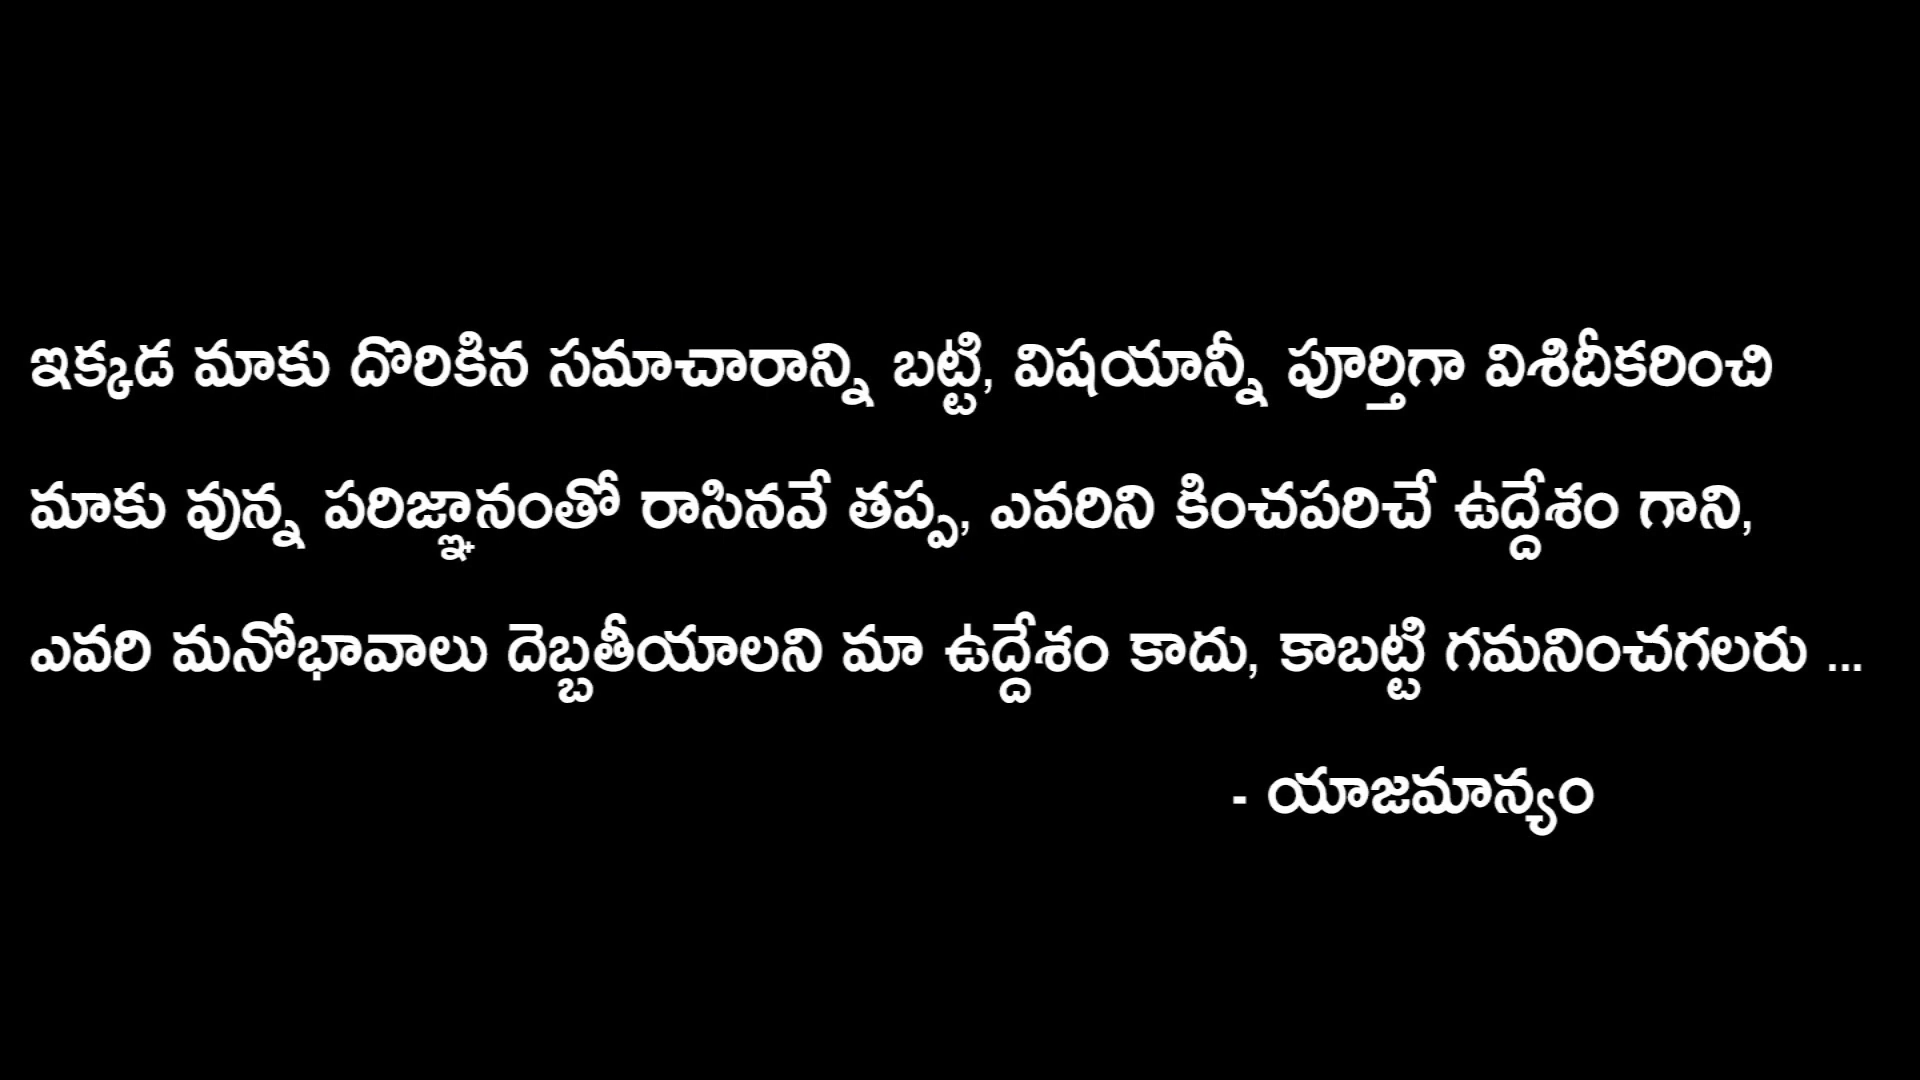 ఇక్కడ మాకు దొరికిన సమాచారాన్ని బట్టి, విషయాన్నీ పూర్తిగా విశిదీకరించి
మాకు వున్న పరిజ్ఞానంతో రాసినవే తప్ప, ఎవరిని కించపరిచే ఉద్దేశం గాని,
ఎవరి మనోభావాలు దెబ్బతీయాలని మా ఉద్దేశం కాదు, కాబట్టి గమనించగలరు ...
- యాజమాన్యం